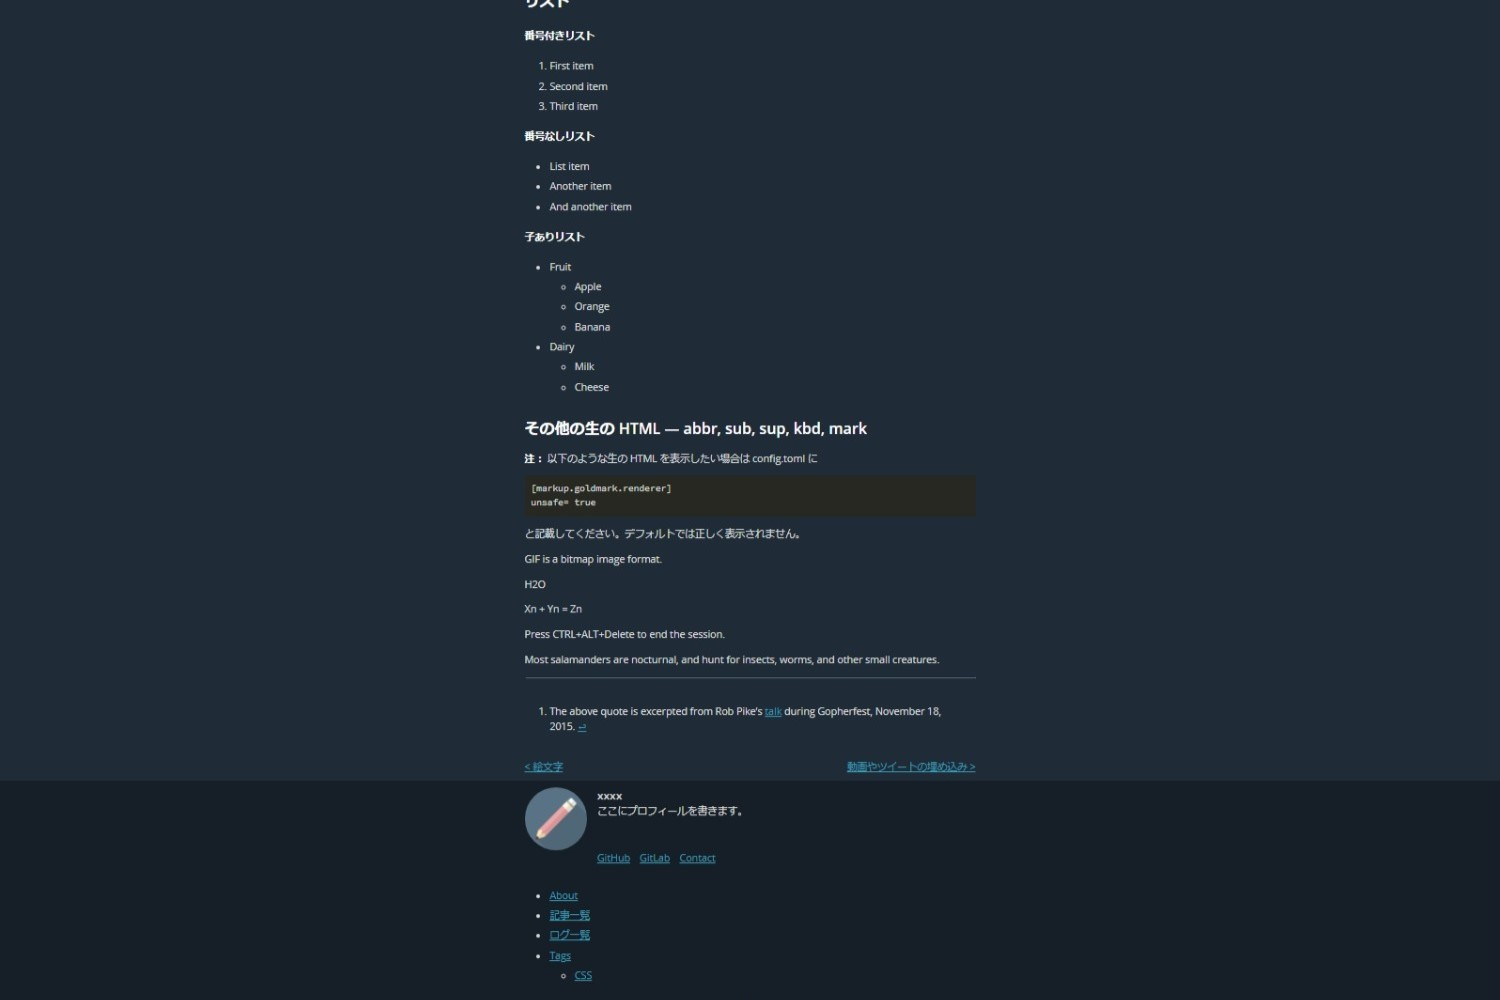 リスト
番号付きリスト
1. First item
2. Second item
3. Third item
番号なしリスト
• List item
• Another item
• And another item
子ありリスト
• Fruit
◦ Apple
◦ Orange
◦ Banana
• Dairy
◦ Milk
◦ Cheese
その他の生の HTML — abbr, sub, sup, kbd, mark
注： 以下のような生の HTML を表示したい場合は config.toml に
[markup.goldmark.renderer]
unsafe= true
と記載してください。デフォルトでは正しく表示されません。
GIF is a bitmap image format.
H2O
Xn + Yn = Zn
Press CTRL+ALT+Delete to end the session.
Most salamanders are nocturnal, and hunt for insects, worms, and other small creatures.
1. The above quote is excerpted from Rob Pike's talk during Gopherfest, November 18,
2015. ↩
< 絵文字 動画やツイートの埋め込み >
xxxx
ここにプロフィールを書きます。
GitHub GitLab Contact
• About
• 記事一覧
• ログ一覧
• Tags
◦ CSS